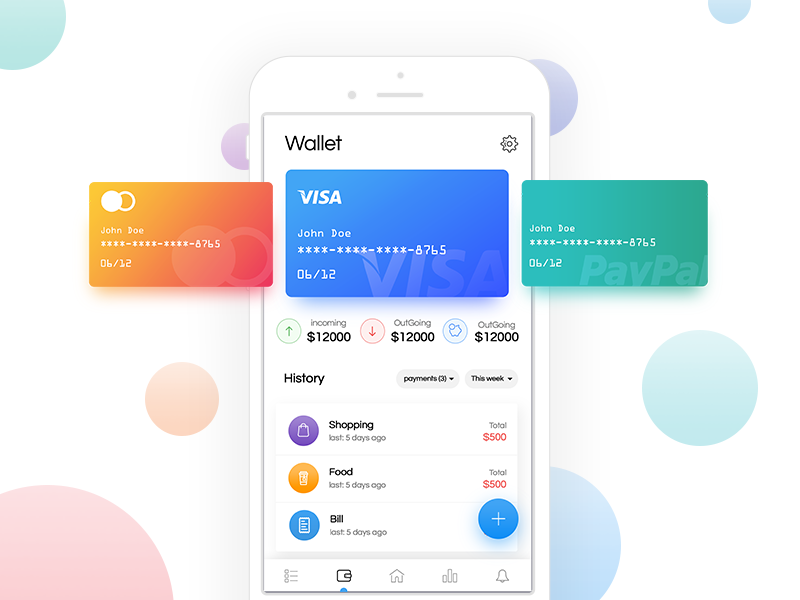 Wallet
John Doe
****-****-****-8765
06/12
VISA
John Doe
****-****-****-8765
06/12
VISA
John Doe
****-****-****-8765
06/12
PayPal
incoming
$12000
OutGoing
$12000
OutGoing
$12000
History
payments (3)
This week
Shopping
last: 5 days ago
Total
$500
Food
last: 5 days ago
Total
$500
Bill
last: 5 days ago